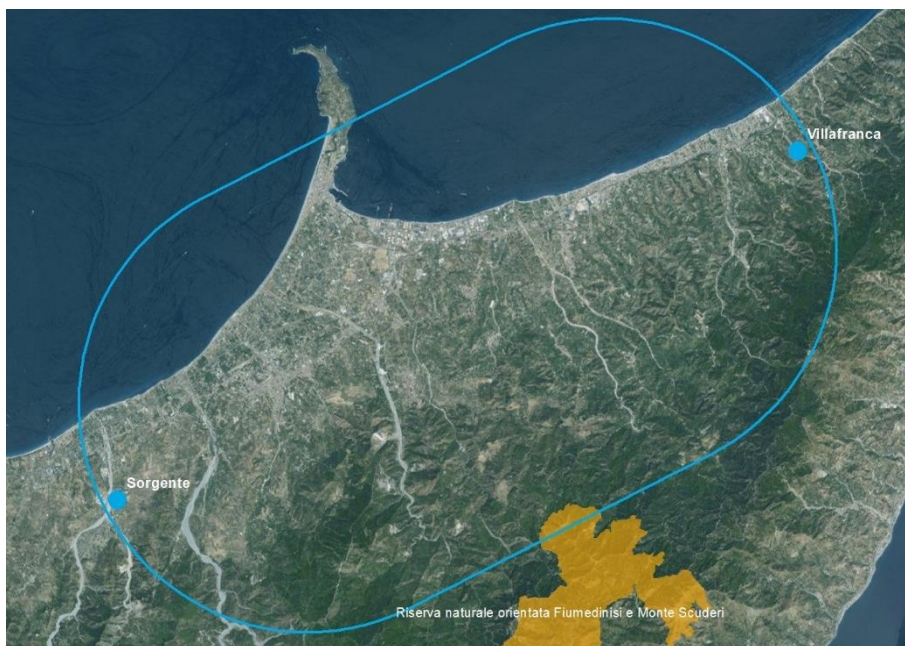 Villafranca
Sorgente
Riserva naturale orientata Fiumedinisi e Monte Scuderi